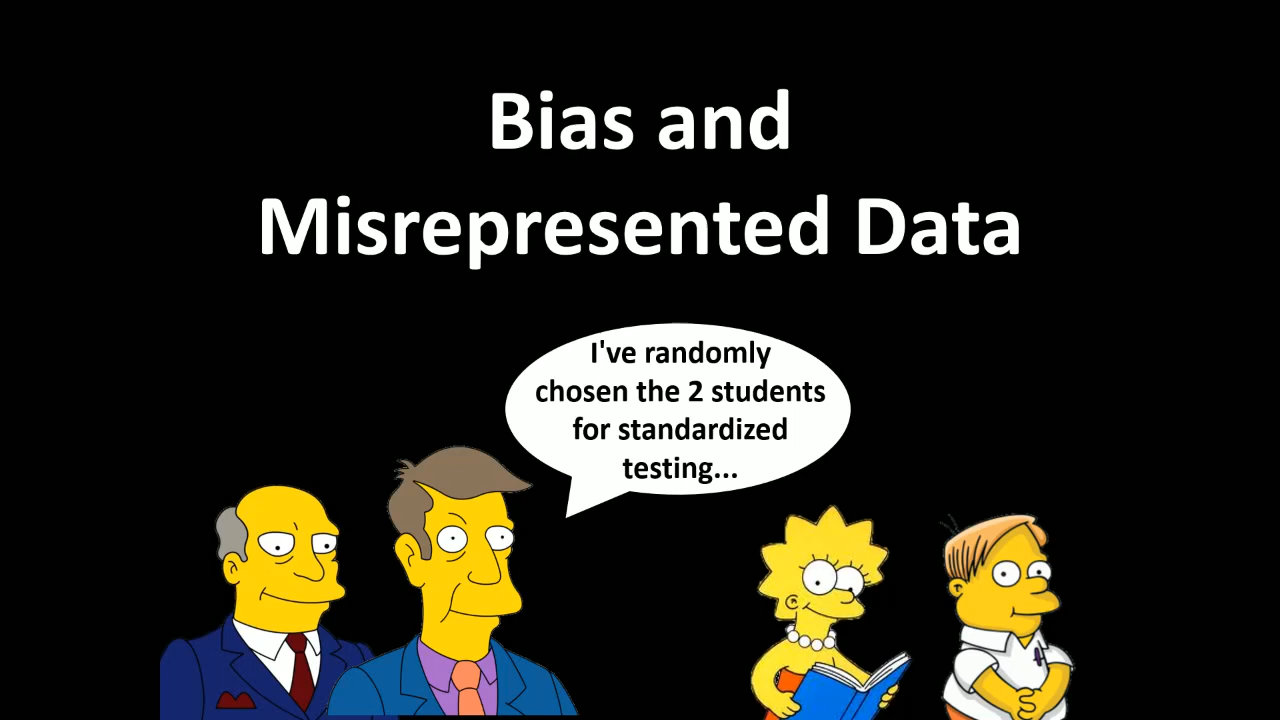 Bias and
Misrepresented Data
I've randomly
chosen the 2 students
for standardized
testing...